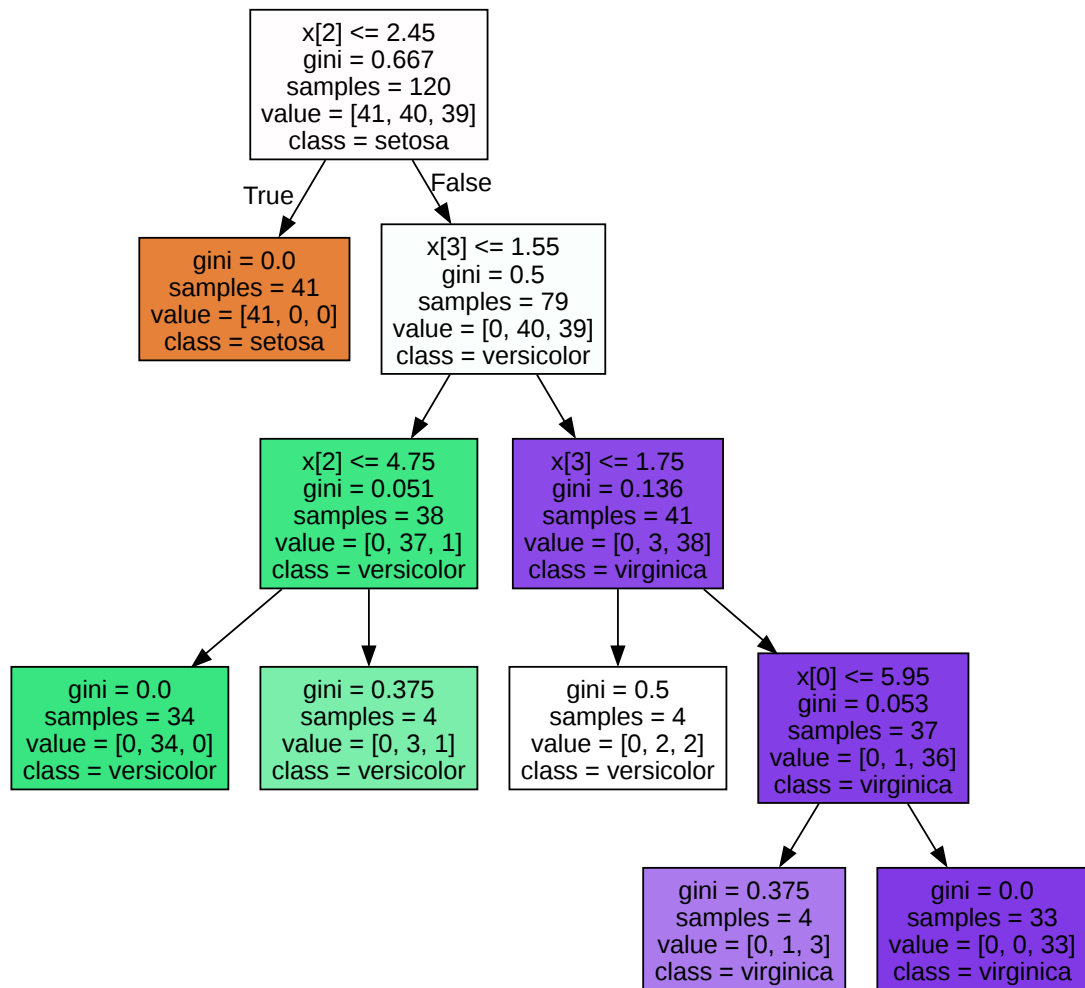 x[2] <= 2.45
gini = 0.667
samples = 120
value = [41, 40, 39]
class = setosa
True
False
gini = 0.0
samples = 41
value = [41, 0, 0]
class = setosa
x[3] <= 1.55
gini = 0.5
samples = 79
value = [0, 40, 39]
class = versicolor
x[2] <= 4.75
gini = 0.051
samples = 38
value = [0, 37, 1]
class = versicolor
x[3] <= 1.75
gini = 0.136
samples = 41
value = [0, 3, 38]
class = virginica
gini = 0.0
samples = 34
value = [0, 34, 0]
class = versicolor
gini = 0.375
samples = 4
value = [0, 3, 1]
class = versicolor
gini = 0.5
samples = 4
value = [0, 2, 2]
class = versicolor
x[0] <= 5.95
gini = 0.053
samples = 37
value = [0, 1, 36]
class = virginica
gini = 0.375
samples = 4
value = [0, 1, 3]
class = virginica
gini = 0.0
samples = 33
value = [0, 0, 33]
class = virginica